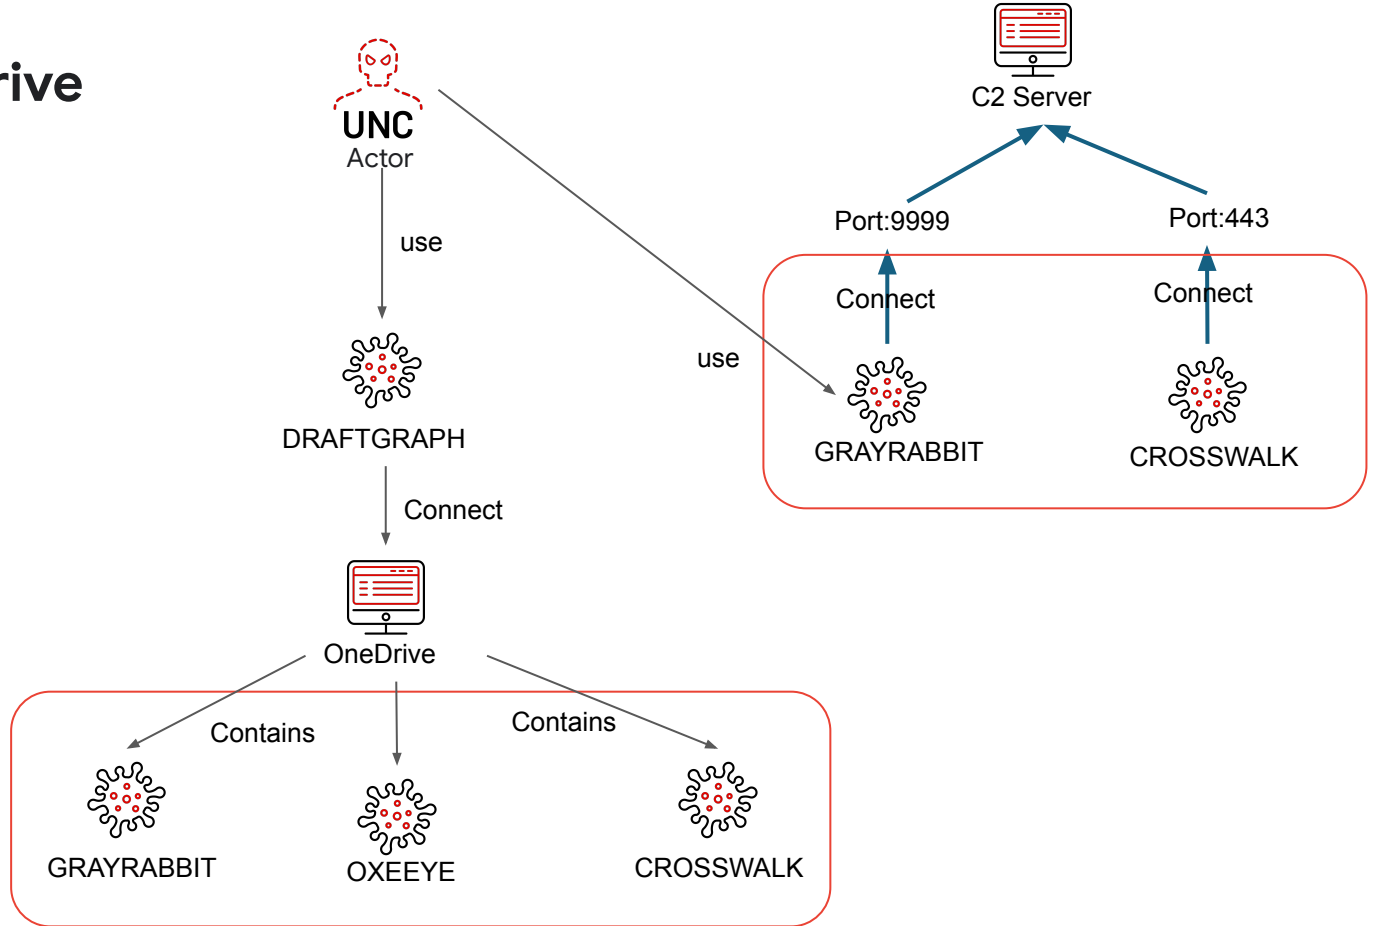 rive
UNC
Actor
C2 Server
use
Port:9999
Port:443
Connect
Connect
use
DRAFTGRAPH
GRAYRABBIT
CROSSWALK
Connect
OneDrive
Contains
Contains
GRAYRABBIT
OXEEYE
CROSSWALK